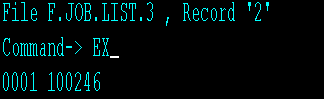 File F.JOB.LIST.3 , Record '2'
Command-> EX_
0001 100246